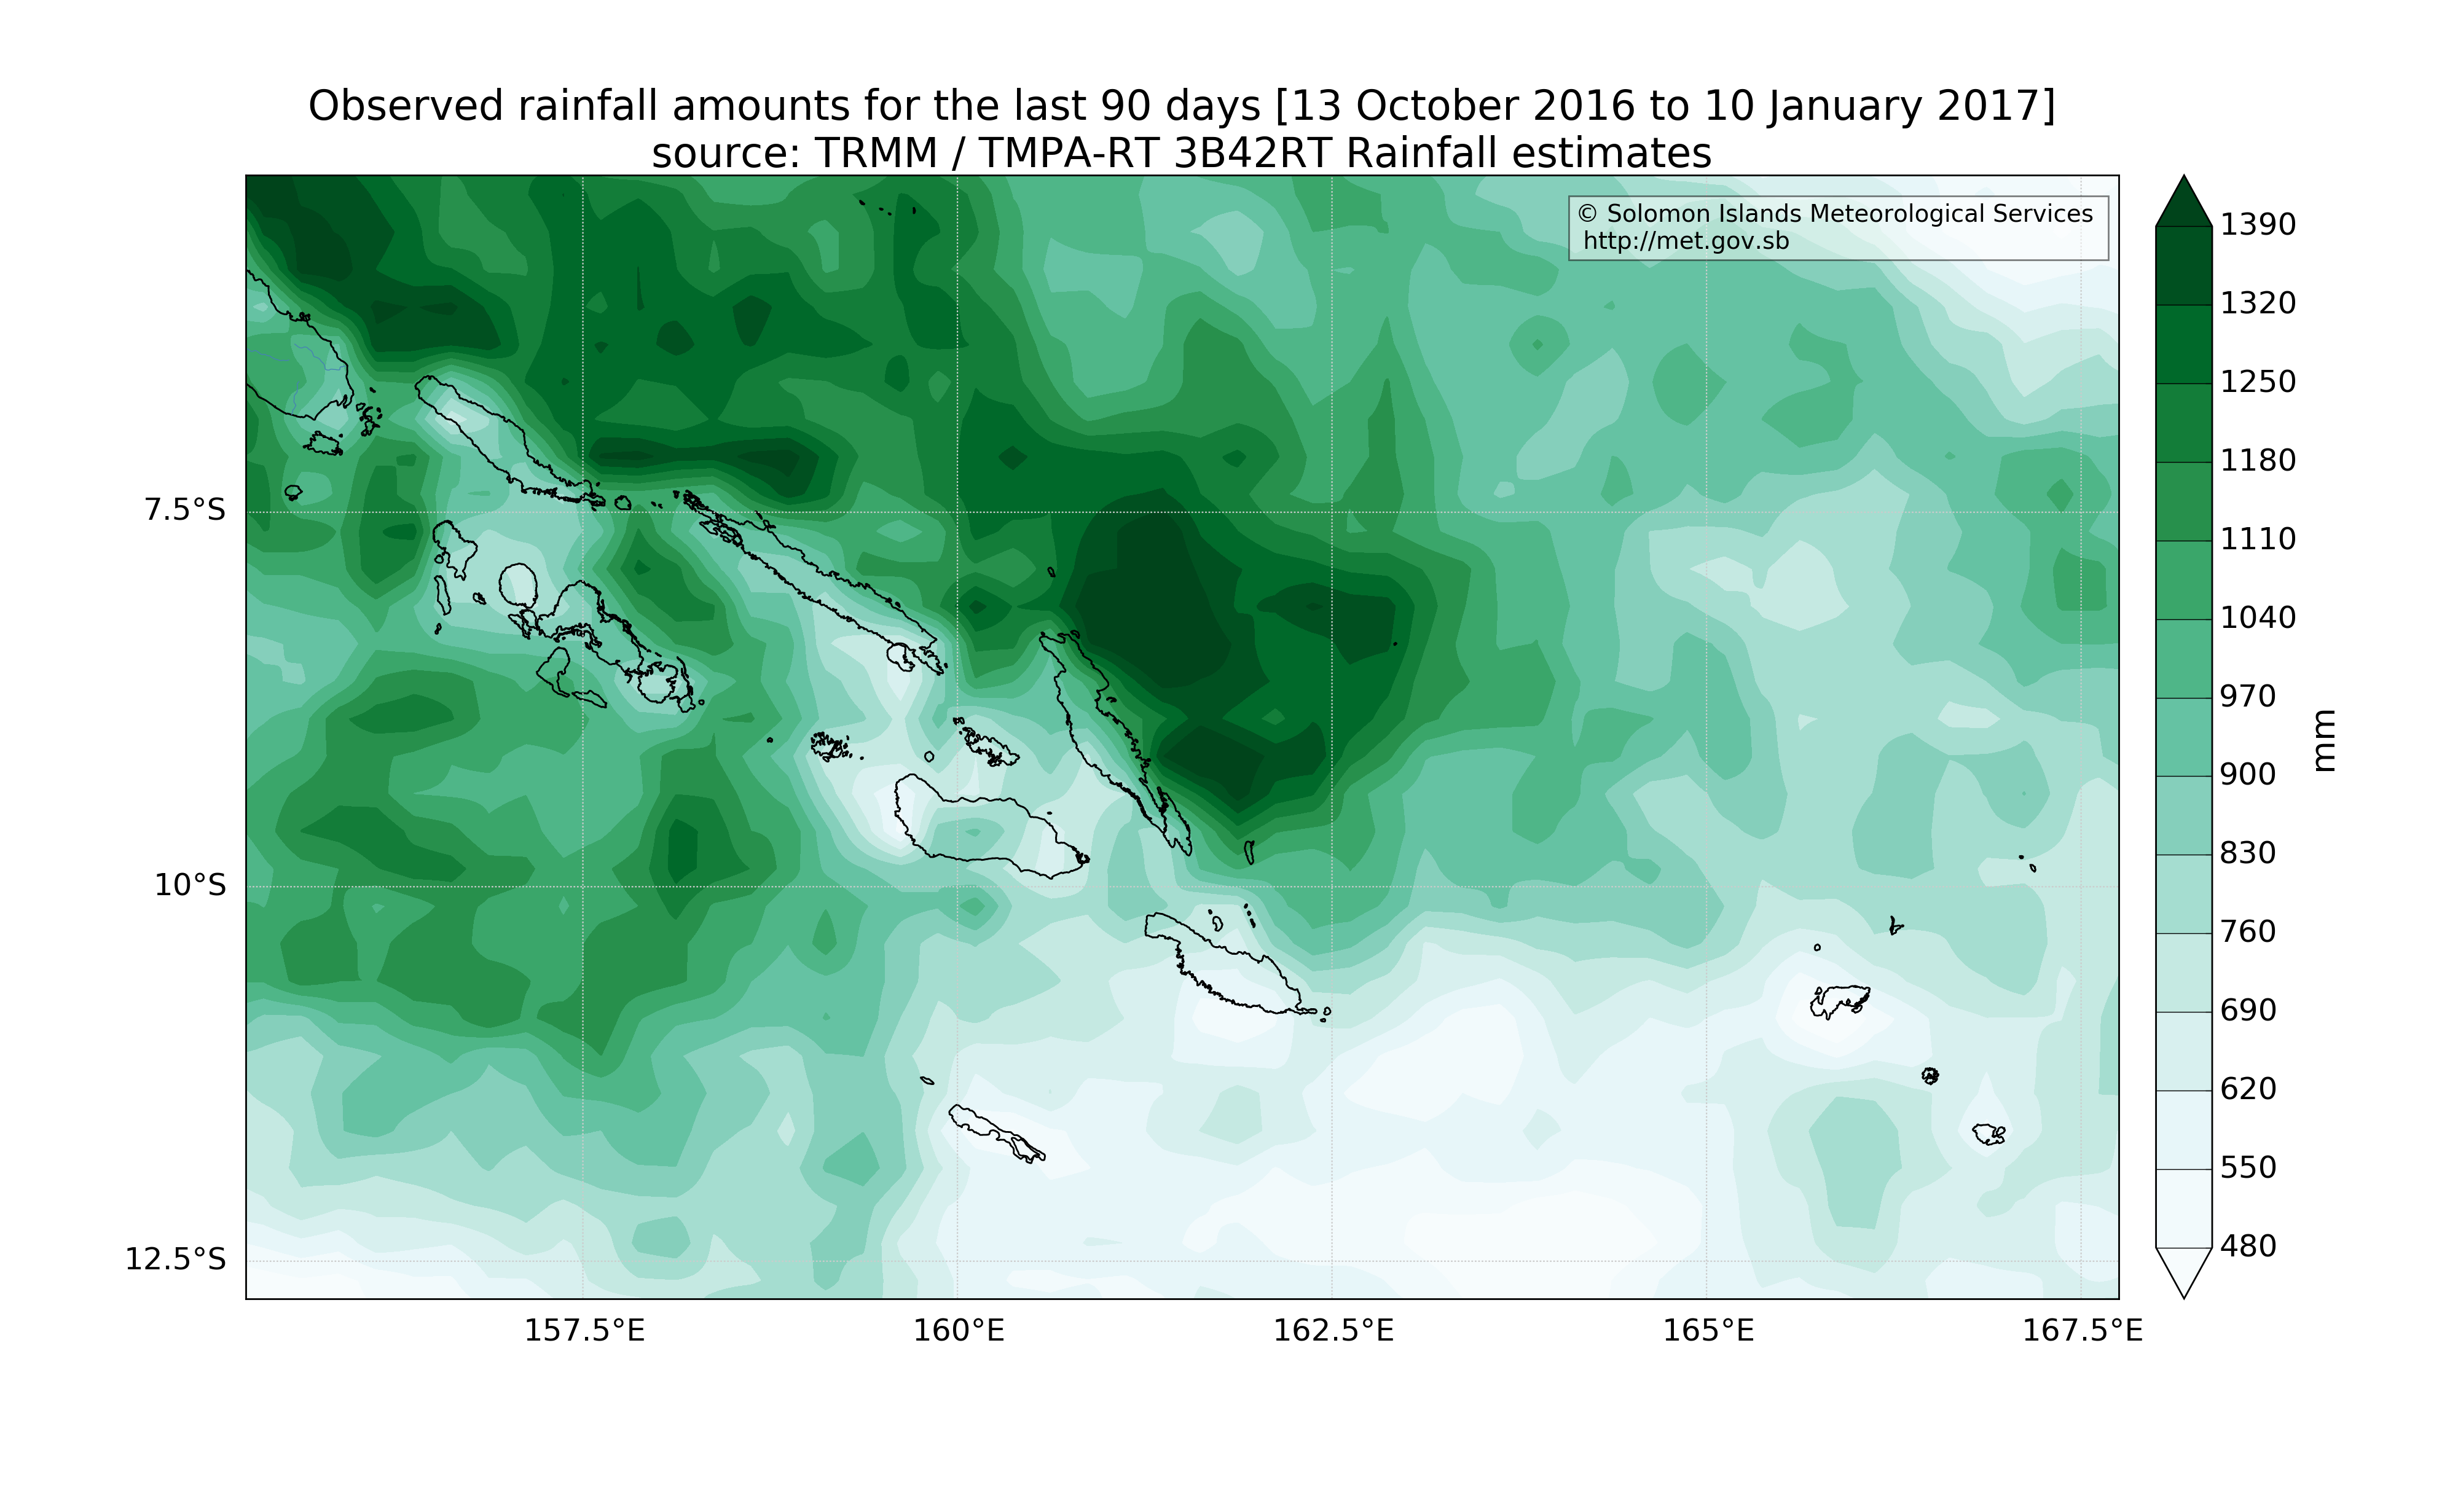 Observed rainfall amounts for the last 90 days [13 October 2016 to 10 January 2017]
source: TRMM / TMPA-RT 3B42RT Rainfall estimates
© Solomon Islands Meteorological Services
http://met.gov.sb
7.5°S
10°S
12.5°S
157.5°E
160°E
162.5°E
165°E
167.5°E
1390
1320
1250
1180
1110
1040
970
900
830
760
690
620
550
480
mm